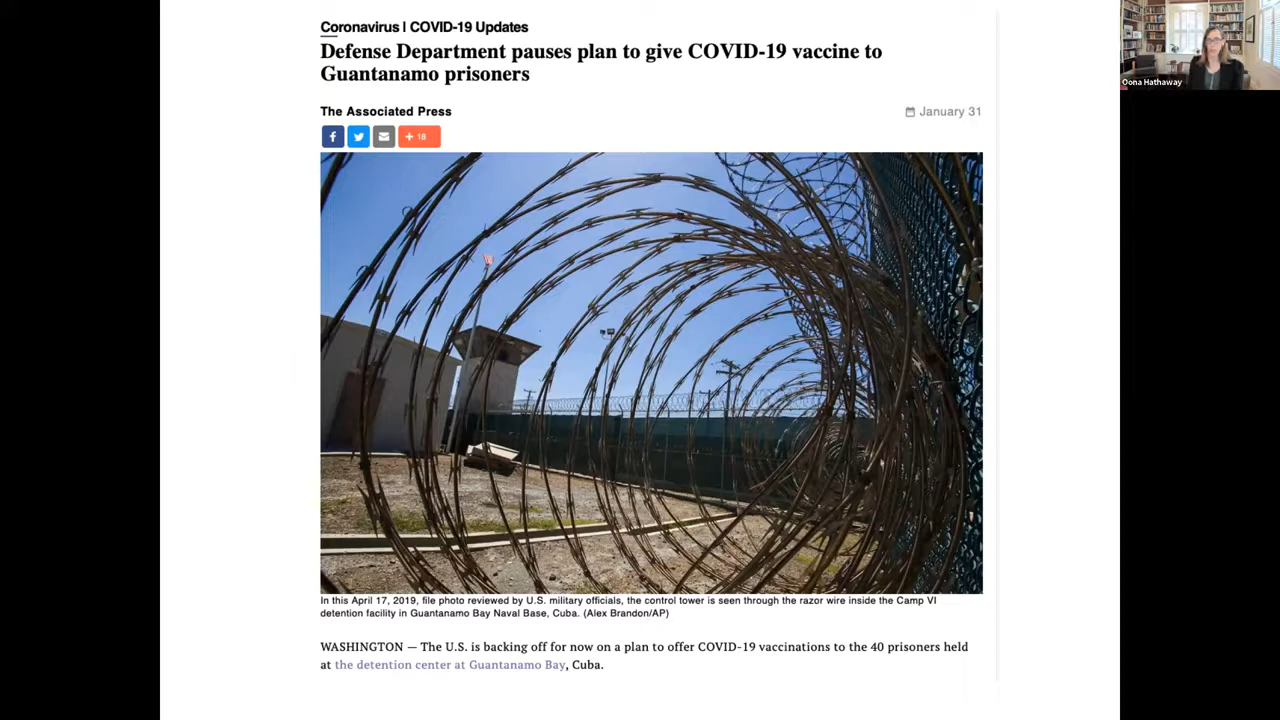 Coronavirus | COVID-19 Updates
Defense Department pauses plan to give COVID-19 vaccine to
Guantanamo prisoners
The Associated Press
January 31
+ 18
In this April 17, 2019, file photo reviewed by U.S. military officials, the control tower is seen through the razor wire inside the Camp VI
detention facility in Guantanamo Bay Naval Base, Cuba. (Alex Brandon/AP)
WASHINGTON — The U.S. is backing off for now on a plan to offer COVID-19 vaccinations to the 40 prisoners held
at the detention center at Guantanamo Bay, Cuba.
Oona Hathaway